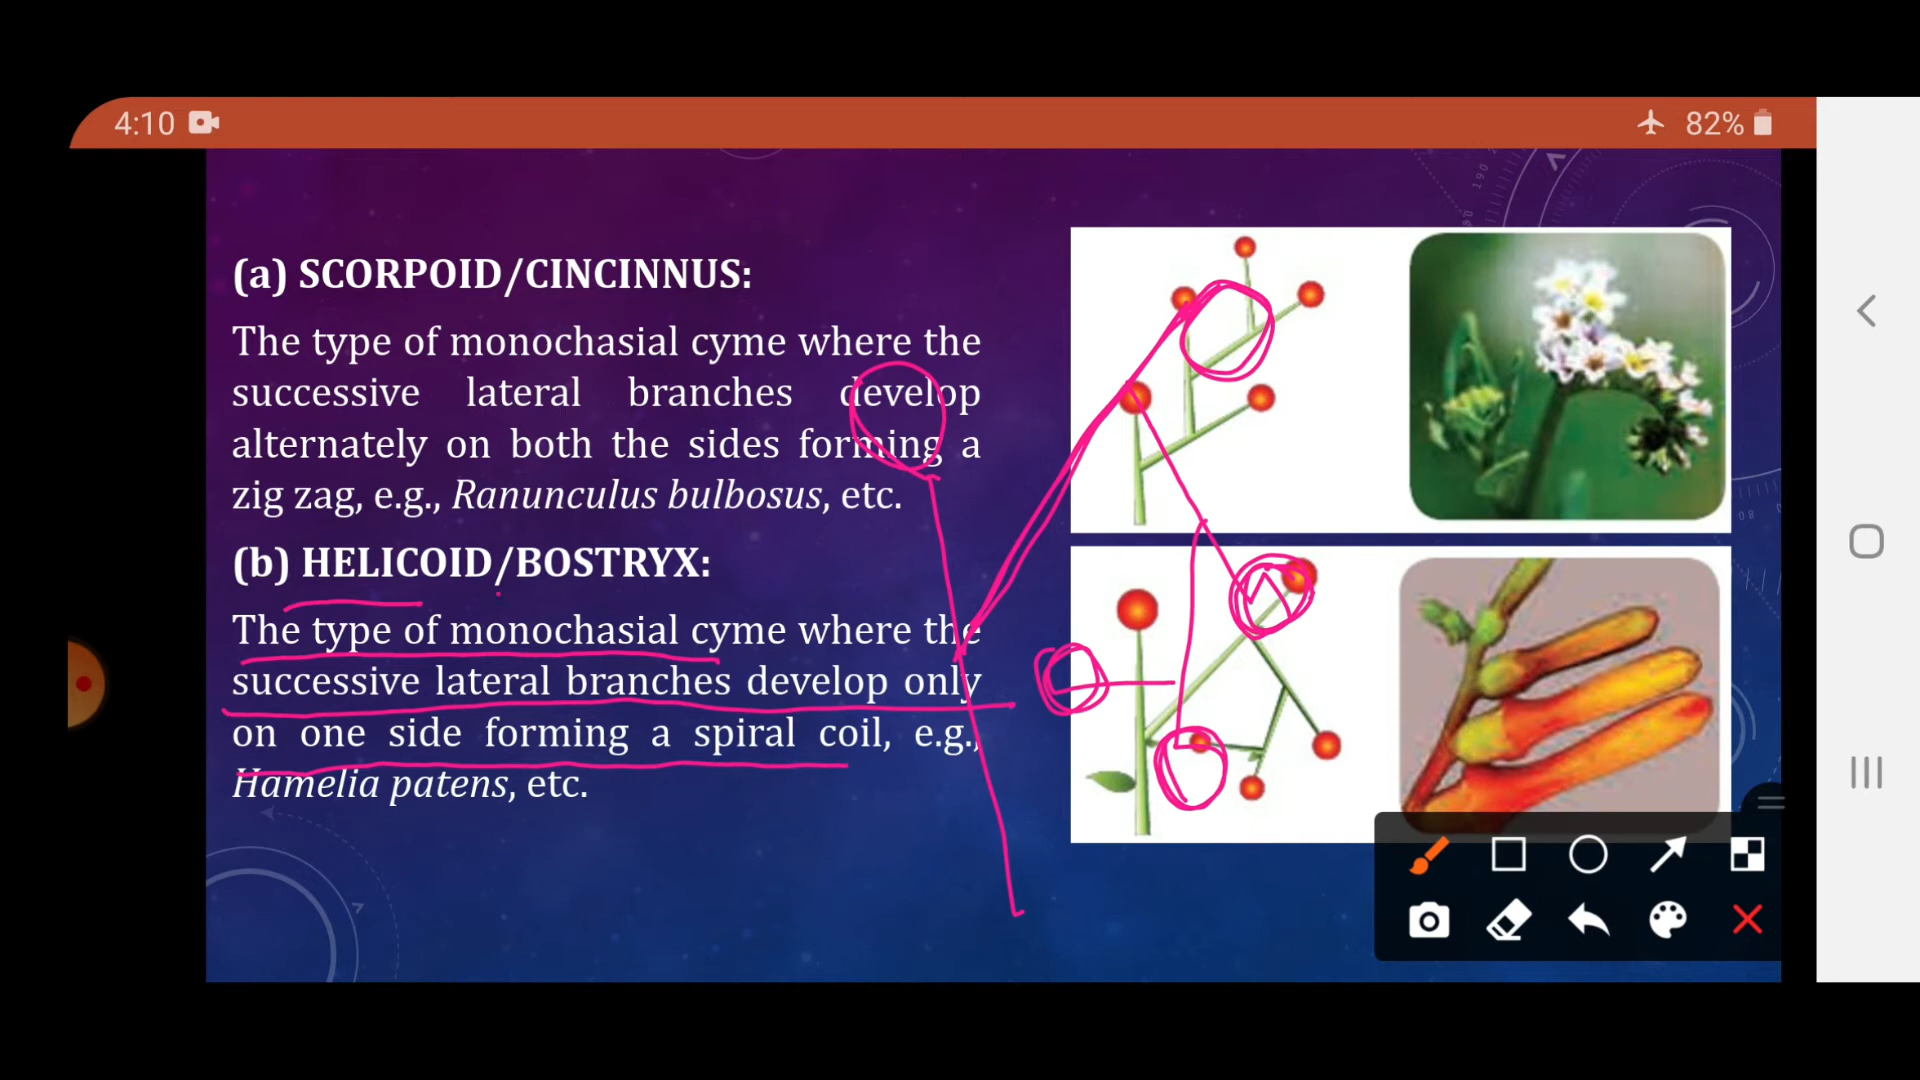 4:10
82%
(a) SCORPOID/CINCINNUS:
The type of monochasial cyme where the
successive lateral branches develop
alternately on both the sides forming a
zig zag, e.g., Ranunculus bulbosus, etc.
(b) HELICOID/BOSTRYX:
The type of monochasial cyme where the
successive lateral branches develop only
on one side forming a spiral coil, e.g.,
Hamelia patens, etc.
190
80